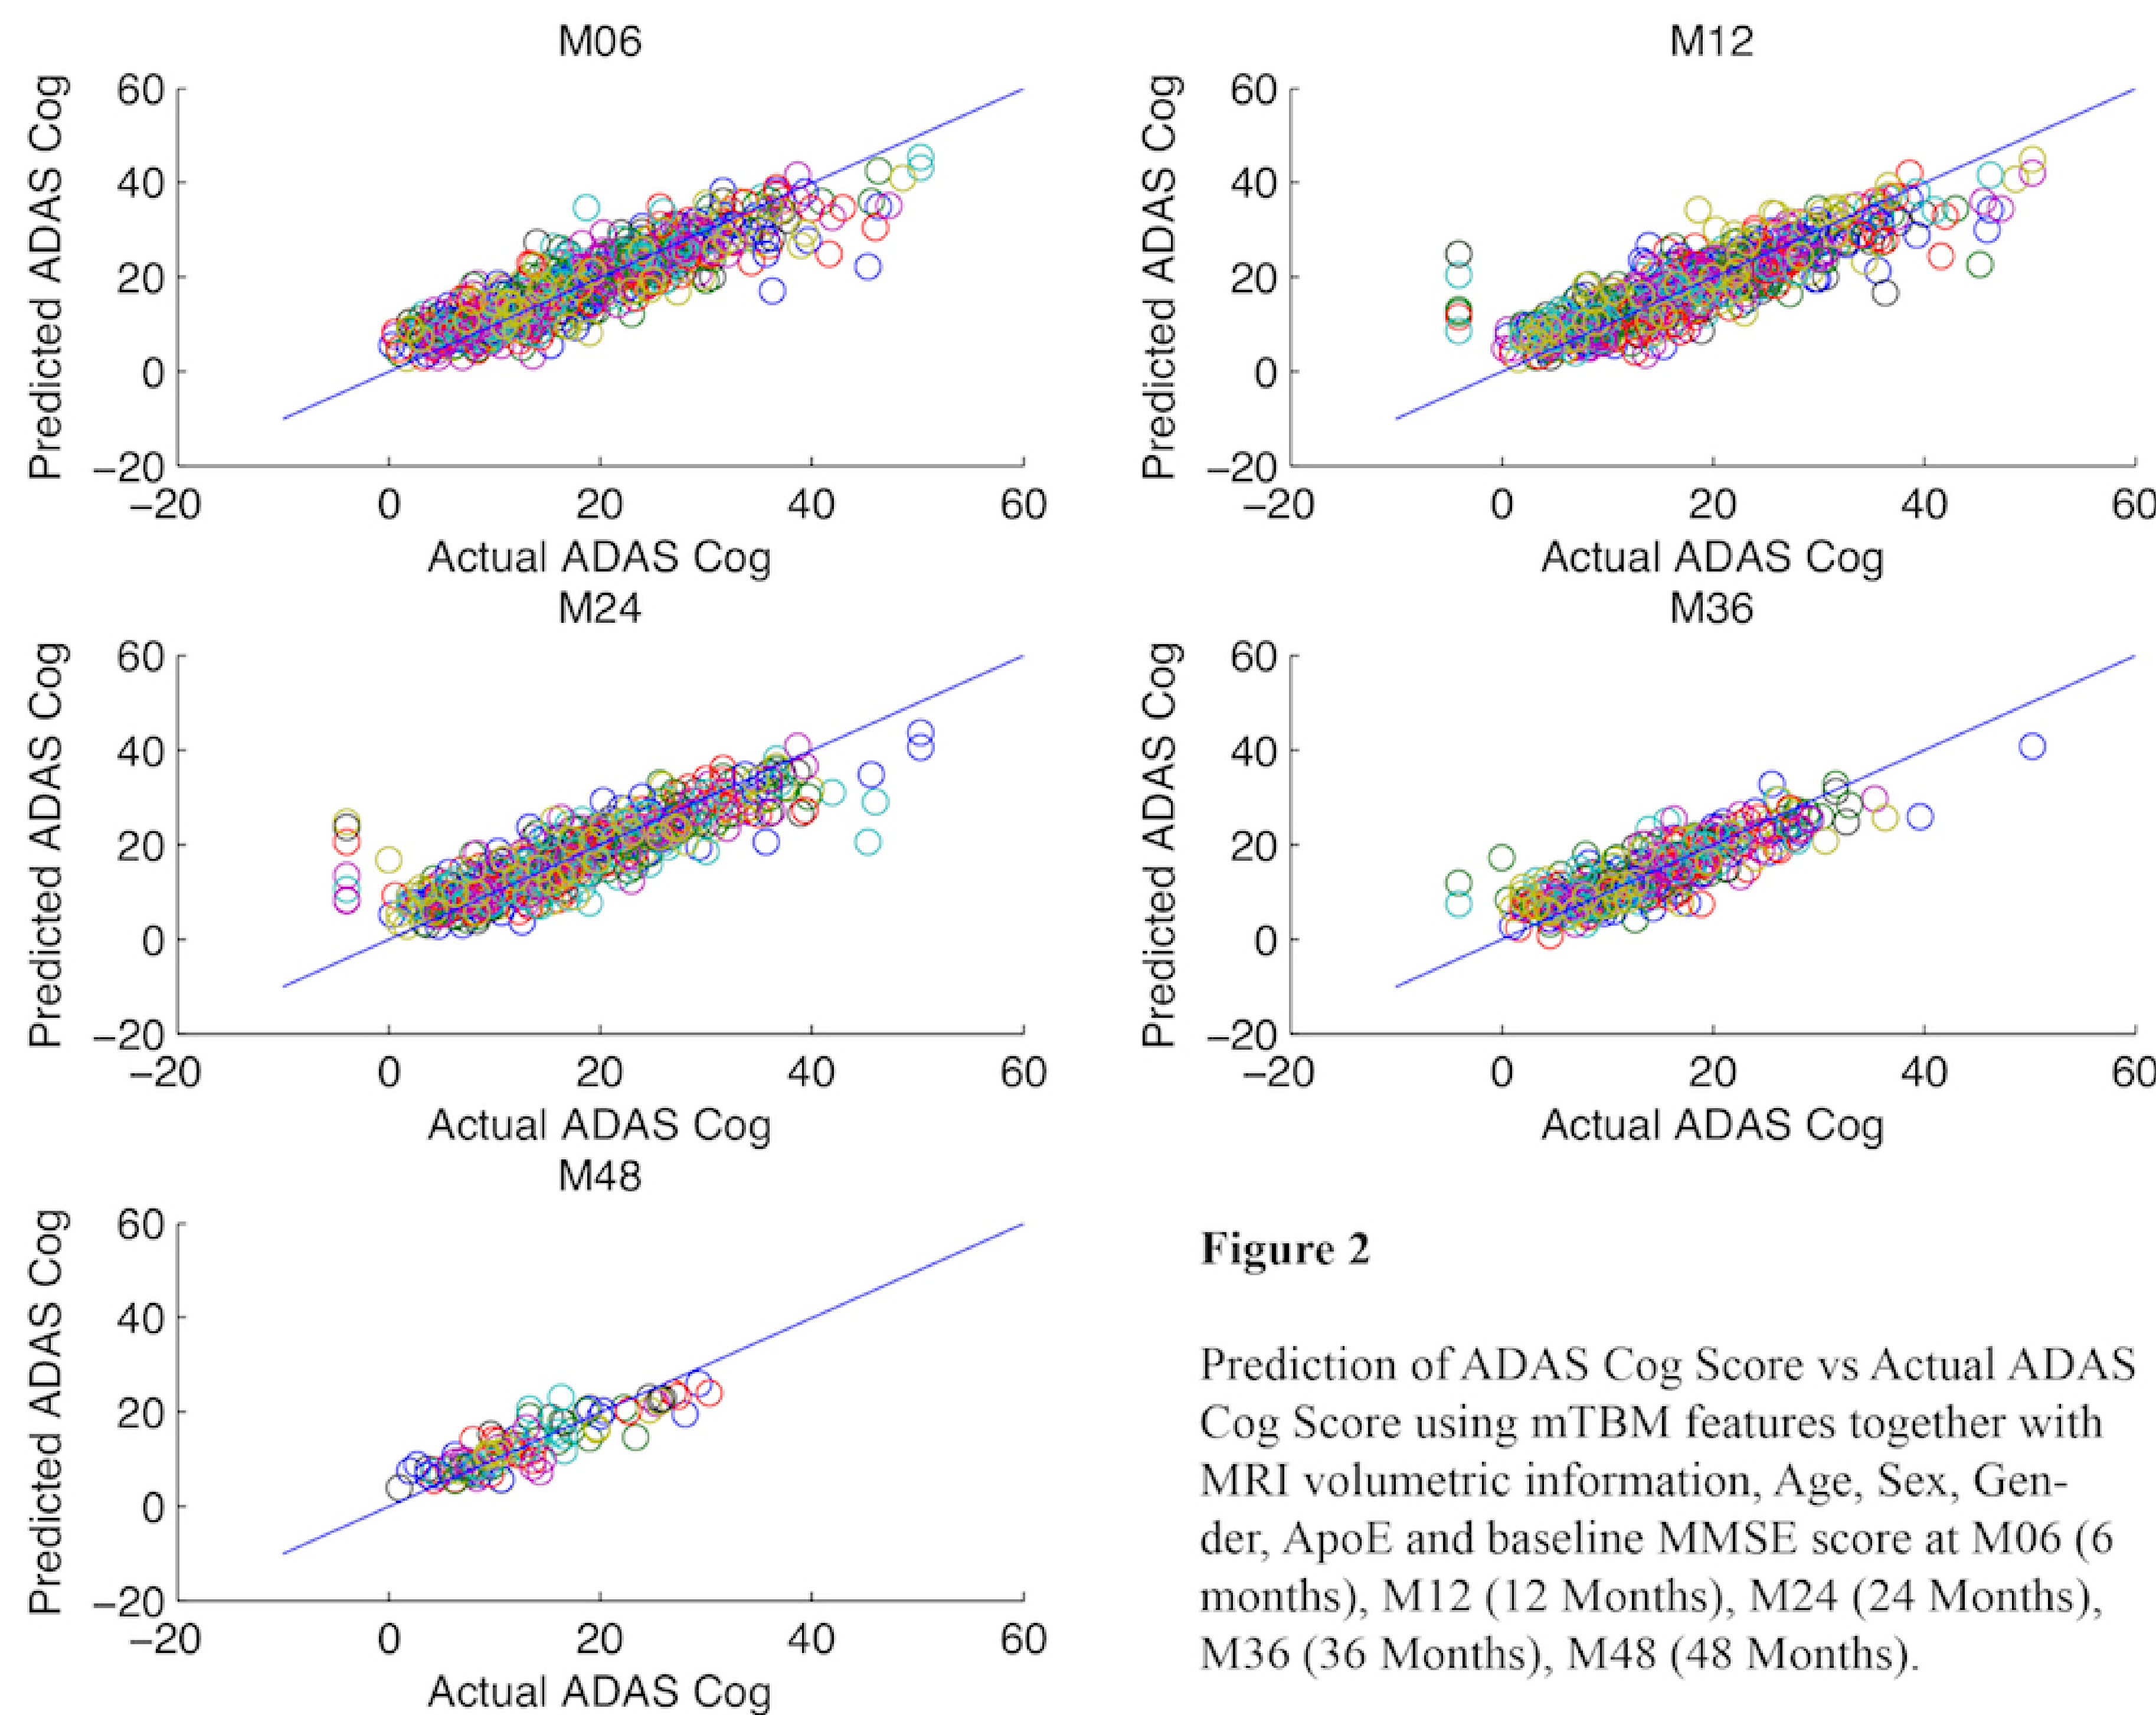 M06
60
40
20
0
−20
−20 0 20 40 60
Predicted ADAS Cog
Actual ADAS Cog
M12
60
40
20
0
−20
−20 0 20 40 60
Predicted ADAS Cog
Actual ADAS Cog
M24
60
40
20
0
−20
−20 0 20 40 60
Predicted ADAS Cog
Actual ADAS Cog
M36
60
40
20
0
−20
−20 0 20 40 60
Predicted ADAS Cog
Actual ADAS Cog
M48
60
40
20
0
−20
−20 0 20 40 60
Predicted ADAS Cog
Actual ADAS Cog
Figure 2
Prediction of ADAS Cog Score vs Actual ADAS
Cog Score using mTBM features together with
MRI volumetric information, Age, Sex, Gen-
der, ApoE and baseline MMSE score at M06 (6
months), M12 (12 Months), M24 (24 Months),
M36 (36 Months), M48 (48 Months).